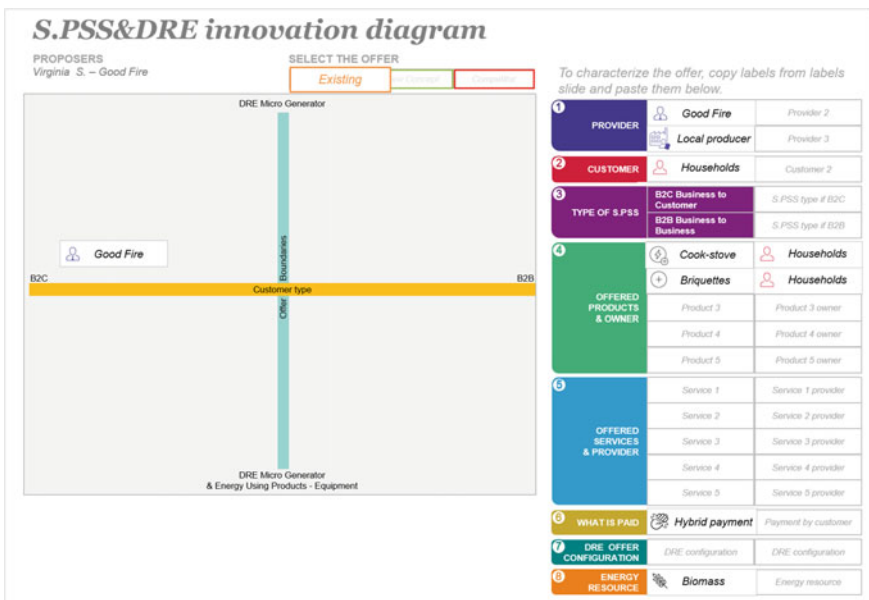 S.PSS&DRE innovation diagram
PROPOSERS
Virginia S. – Good Fire
SELECT THE OFFER
Existing
Concept
Competitor
To characterize the offer, copy labels from labels
slide and paste them below.
DRE Micro Generator
Offer Boundaries
Good Fire
B2C
B2B
Customer type
DRE Micro Generator
& Energy Using Products - Equipment
1
PROVIDER
Good Fire
Provider 2
Local producer
Provider 3
2
CUSTOMER
Households
Customer 2
3
TYPE OF S.PSS
B2C Business to
Customer
S.PSS type if B2C
B2B Business to
Business
S.PSS type if B2B
4
OFFERED
PRODUCTS
& OWNER
Cook-stove
Households
Briquettes
Households
Product 3
Product 3 owner
Product 4
Product 4 owner
Product 5
Product 5 owner
5
OFFERED
SERVICES
& PROVIDER
Service 1
Service 1 provider
Service 2
Service 2 provider
Service 3
Service 3 provider
Service 4
Service 4 provider
Service 5
Service 5 provider
6
WHAT IS PAID
Hybrid payment
Payment by customer
7
DRE OFFER
CONFIGURATION
DRE configuration
DRE configuration
8
ENERGY
RESOURCE
Biomass
Energy resource